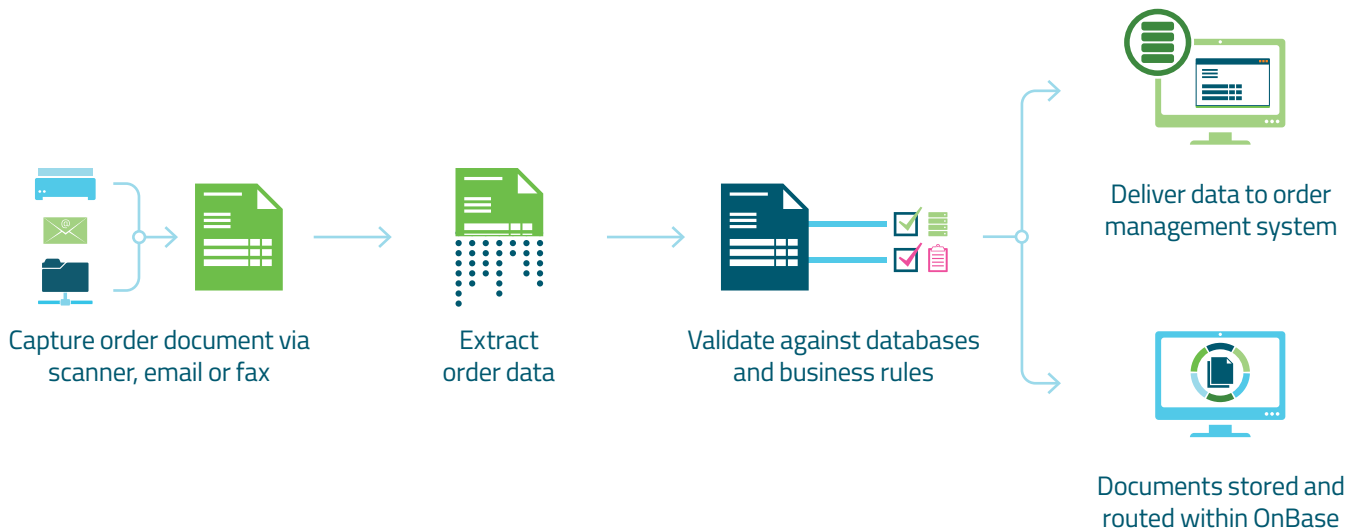 Capture order document via
scanner, email or fax
Extract
order data
Validate against databases
and business rules
Deliver data to order
management system
Documents stored and
routed within OnBase